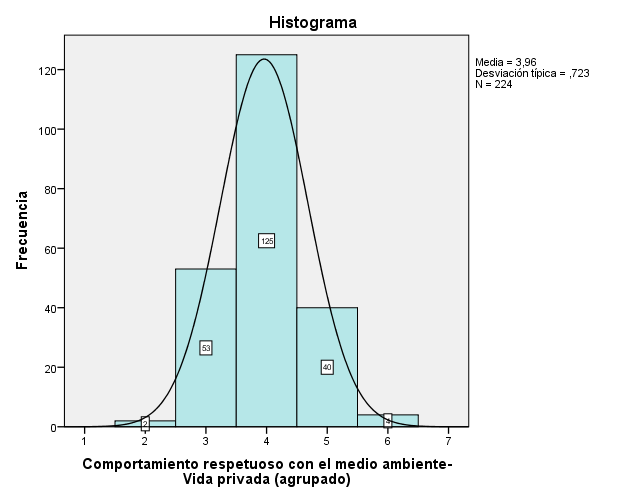 Histograma
Media = 3,96
Desviación típica = ,723
N = 224
Frecuencia
120
100
80
60
40
20
0
2
53
125
40
4
1 2 3 4 5 6 7
Comportamiento respetuoso con el medio ambiente-
Vida privada (agrupado)